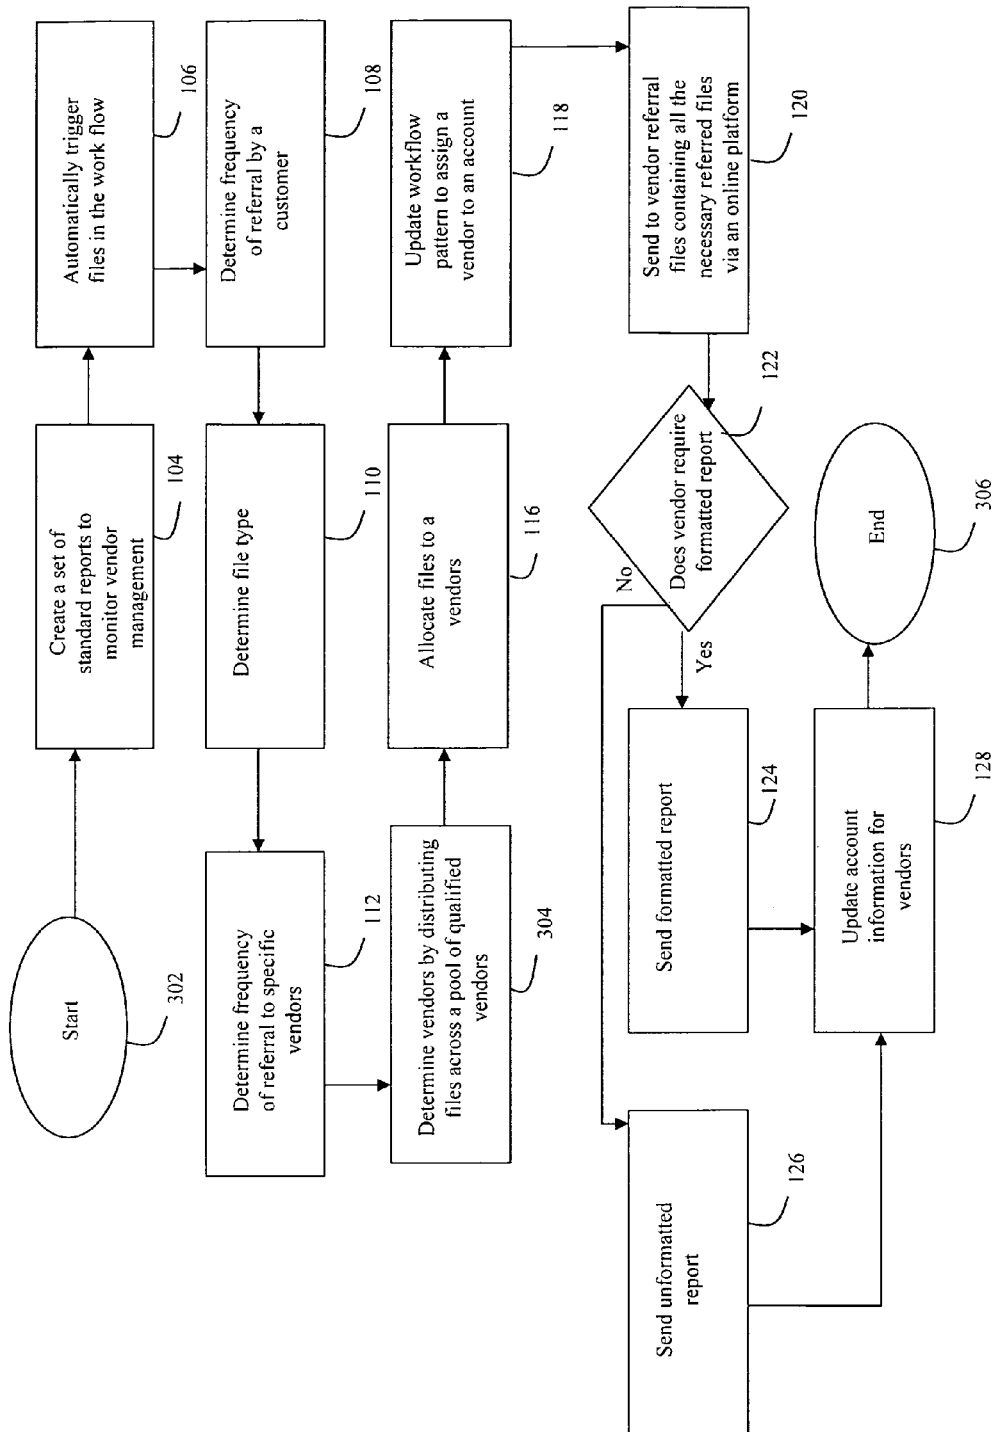 Start
302
Create a set of
standard reports to
monitor vendor
management
104
Automatically trigger
files in the work flow
106
Determine frequency
of referral by a
customer
108
Determine file type
110
Determine frequency
of referral to specific
vendors
112
Determine vendors by distributing
files across a pool of qualified
vendors
304
Allocate files to a
vendors
116
Update workflow
pattern to assign a
vendor to an account
118
Send to vendor referral
files containing all the
necessary referred files
via an online platform
120
Does vendor require
formatted report
122
No
Yes
Send formatted report
124
Send unformatted
report
126
Update account
information for
vendors
128
End
306